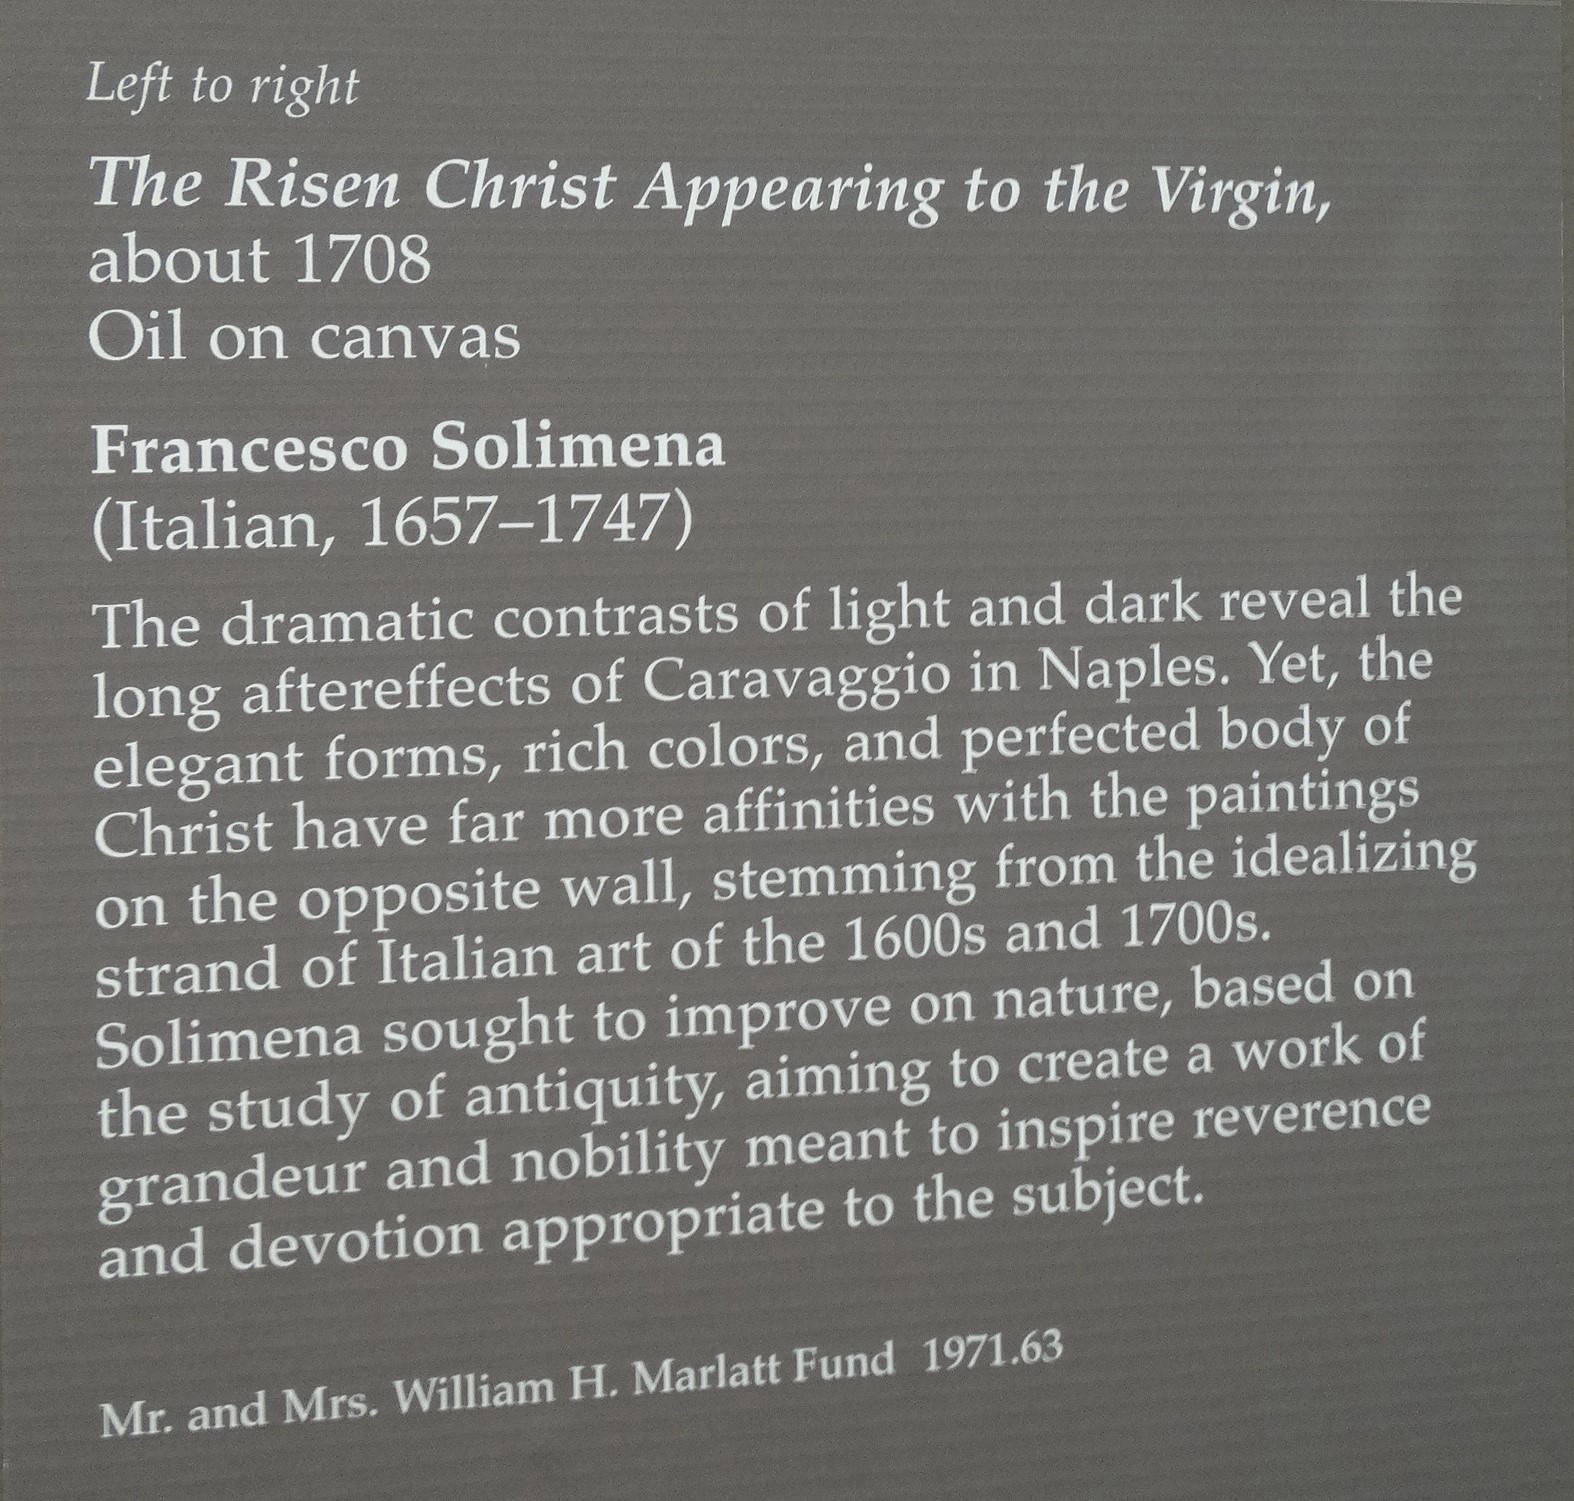 Left to right
The Risen Christ Appearing to the Virgin,
about 1708
Oil on canvas
Francesco Solimena
(Italian, 1657–1747)
The dramatic contrasts of light and dark reveal the
long aftereffects of Caravaggio in Naples. Yet, the
elegant forms, rich colors, and perfected body of
Christ have far more affinities with the paintings
on the opposite wall, stemming from the idealizing
strand of Italian art of the 1600s and 1700s.
Solimena sought to improve on nature, based on
the study of antiquity, aiming to create a work of
grandeur and nobility meant to inspire reverence
and devotion appropriate to the subject.
Mr. and Mrs. William H. Marlatt Fund 1971.63